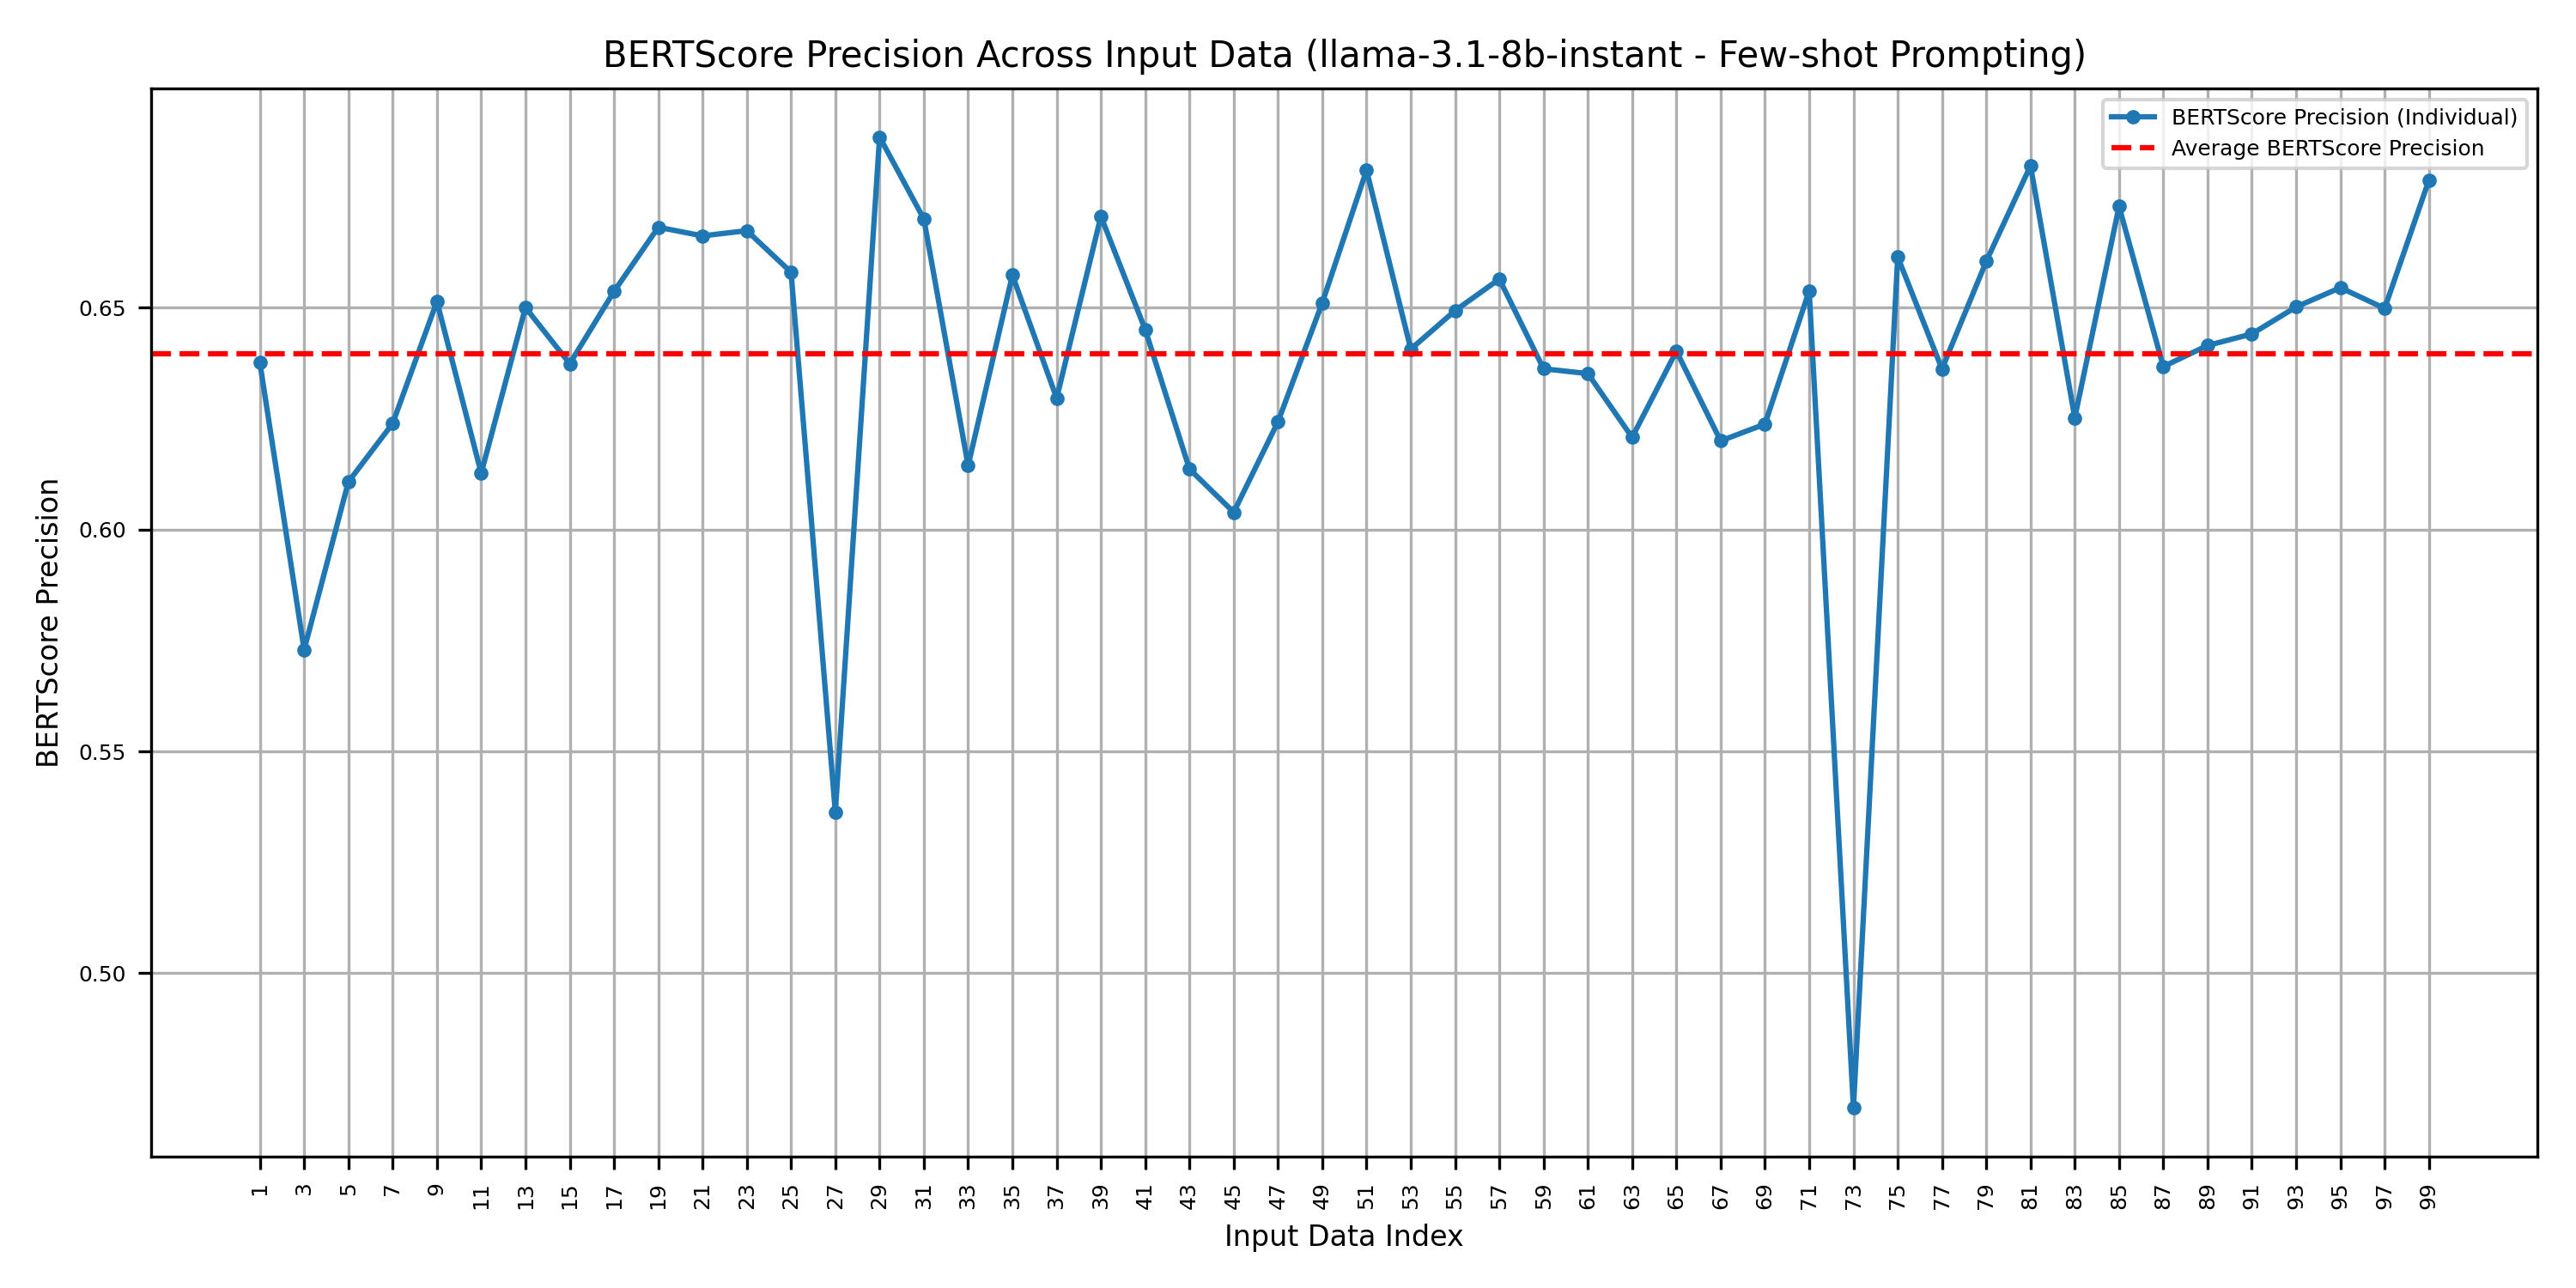 BERTScore Precision Across Input Data (llama-3.1-8b-instant - Few-shot Prompting)
BERTScore Precision (Individual)
Average BERTScore Precision
BERTScore Precision
0.65
0.60
0.55
0.50
1 3 5 7 9 11 13 15 17 19 21 23 25 27 29 31 33 35 37 39 41 43 45 47 49 51 53 55 57 59 61 63 65 67 69 71 73 75 77 79 81 83 85 87 89 91 93 95 97 99
Input Data Index